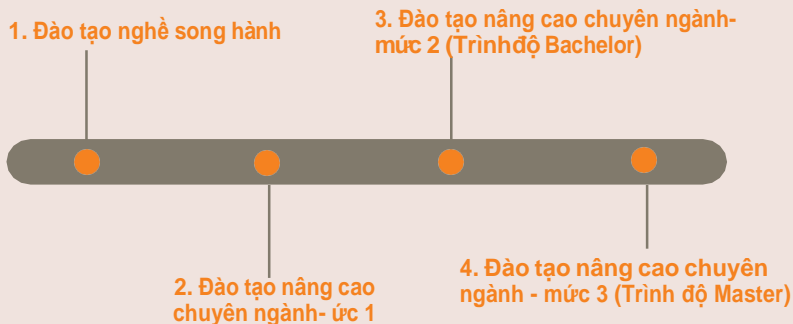 1. Đào tạo nghề song hành
3. Đào tạo nâng cao chuyên ngành-
mức 2 (Trìnhđộ Bachelor)
2. Đào tạo nâng cao
chuyên ngành- ức 1
4. Đào tạo nâng cao chuyên
ngành - mức 3 (Trình độ Master)